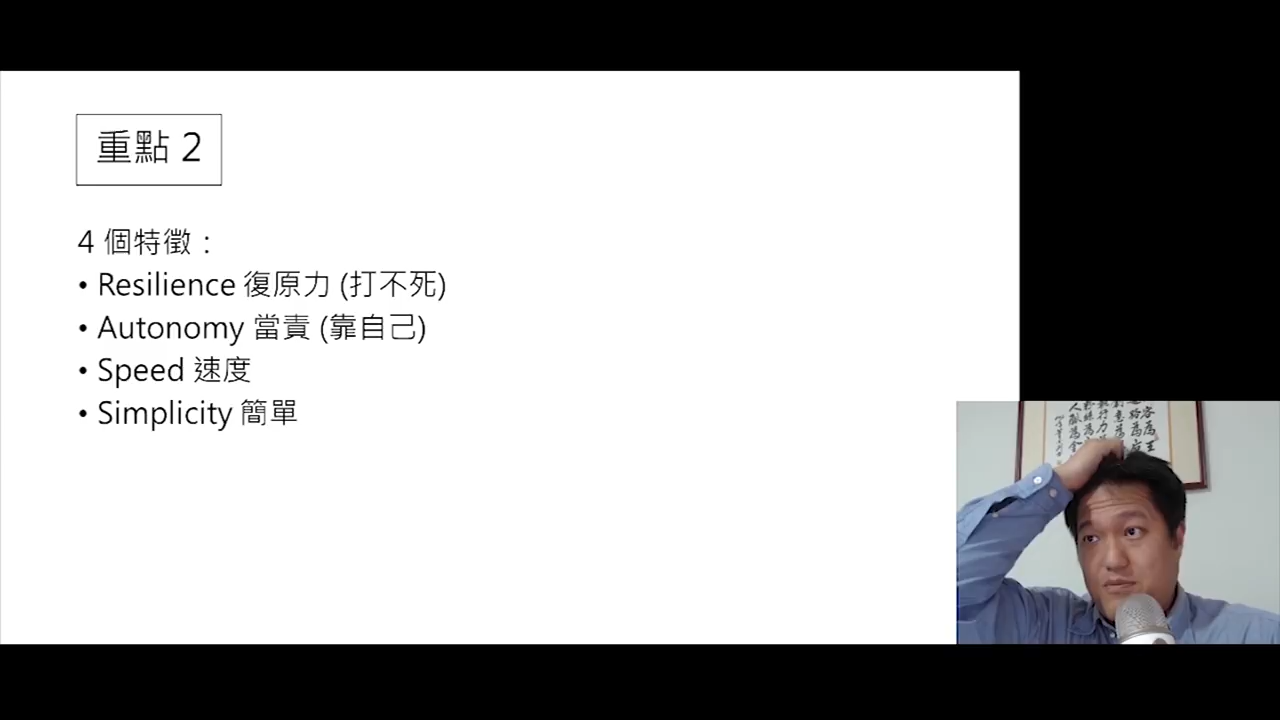 重點 2
4 個特徵：
• Resilience 復原力 (打不死)
• Autonomy 當責 (靠自己)
• Speed 速度
• Simplicity 簡單